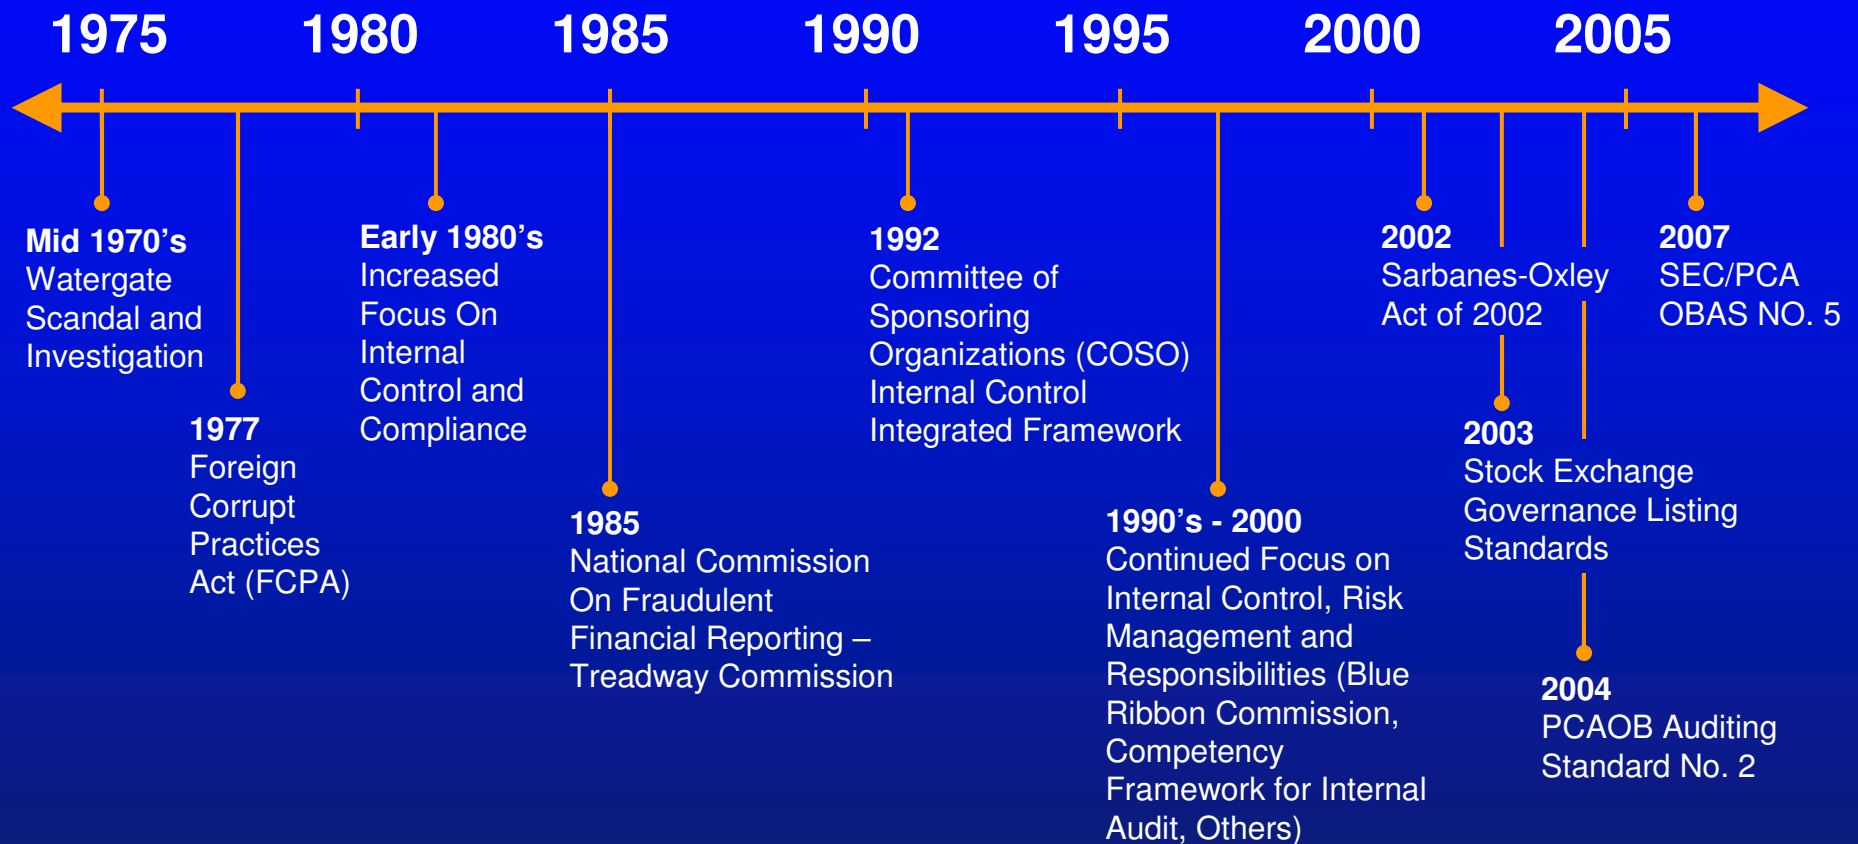 1975
1980
1985
1990
1995
2000
2005
Mid 1970’s
Watergate
Scandal and
Investigation
1977
Foreign
Corrupt
Practices
Act (FCPA)
Early 1980’s
Increased
Focus On
Internal
Control and
Compliance
1985
National Commission
On Fraudulent
Financial Reporting –
Treadway Commission
1992
Committee of
Sponsoring
Organizations (COSO)
Internal Control
Integrated Framework
1990’s - 2000
Continued Focus on
Internal Control, Risk
Management and
Responsibilities (Blue
Ribbon Commission,
Competency
Framework for Internal
Audit, Others)
2002
Sarbanes-Oxley
Act of 2002
2003
Stock Exchange
Governance Listing
Standards
2004
PCAOB Auditing
Standard No. 2
2007
SEC/PCA
OBAS NO. 5